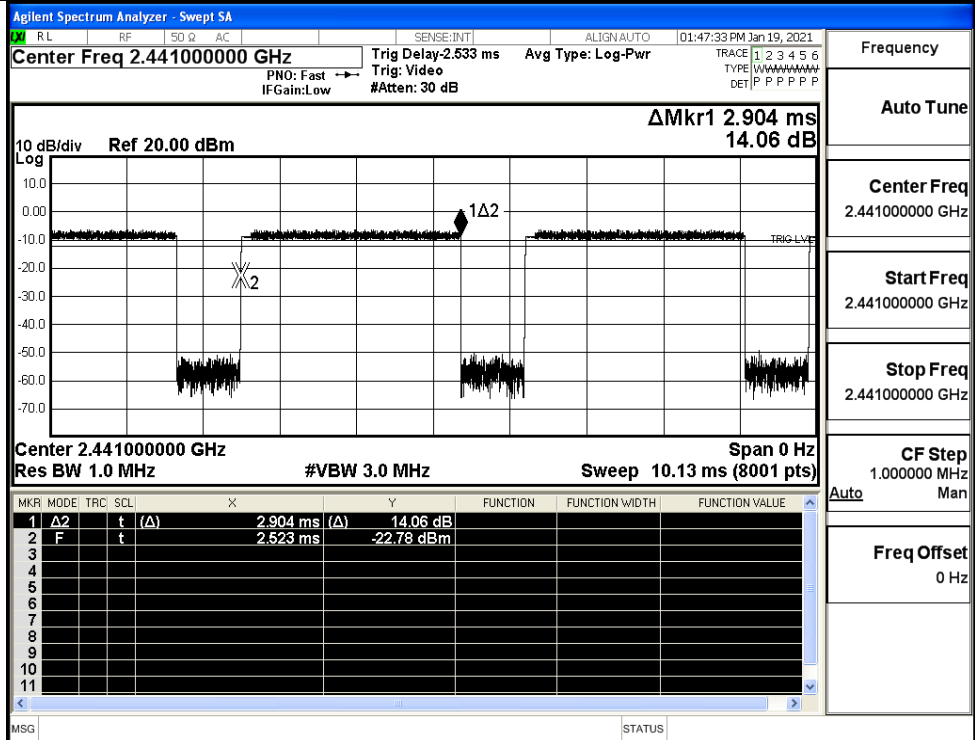 Agilent Spectrum Analyzer - Swept SA
LXI RL RF 50 Ω AC SENSE:INT ALIGNAUTO 01:47:33 PM Jan 19, 2021
Center Freq 2.441000000 GHz
PNO: Fast
IFGain:Low
Trig Delay-2.533 ms
Trig: Video
#Atten: 30 dB
Avg Type: Log-Pwr
TRACE 1 2 3 4 5 6
TYPE WWWWWW
DET P P P P P P
ΔMkr1 2.904 ms
14.06 dB
10 dB/div Ref 20.00 dBm
Log
10.0
0.00
-10.0
-20.0
-30.0
-40.0
-50.0
-60.0
-70.0
1Δ2
2
TRIG LVL
Center 2.441000000 GHz Span 0 Hz
Res BW 1.0 MHz #VBW 3.0 MHz Sweep 10.13 ms (8001 pts)
MKR MODE TRC SCL X Y FUNCTION FUNCTION WIDTH FUNCTION VALUE
1 Δ2 t (Δ) 2.904 ms (Δ) 14.06 dB
2 F t 2.523 ms -22.78 dBm
3
4
5
6
7
8
9
10
11
MSG STATUS
Frequency
Auto Tune
Center Freq
2.441000000 GHz
Start Freq
2.441000000 GHz
Stop Freq
2.441000000 GHz
CF Step
1.000000 MHz
Auto Man
Freq Offset
0 Hz